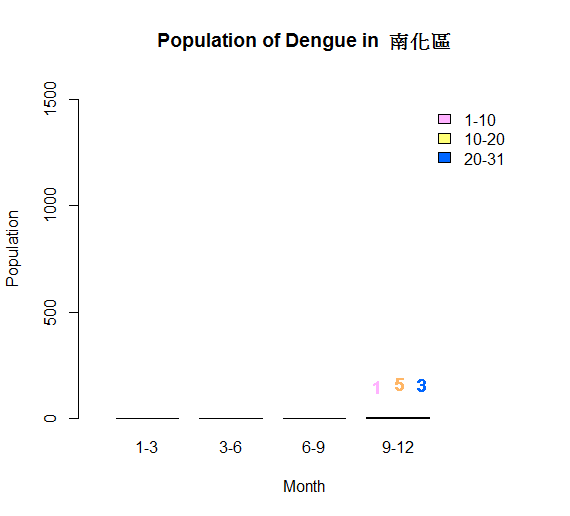 Population of Dengue in 南化區
1500
1000
500
0
Population
1-10
10-20
20-31
1 5 3
1-3 3-6 6-9 9-12
Month